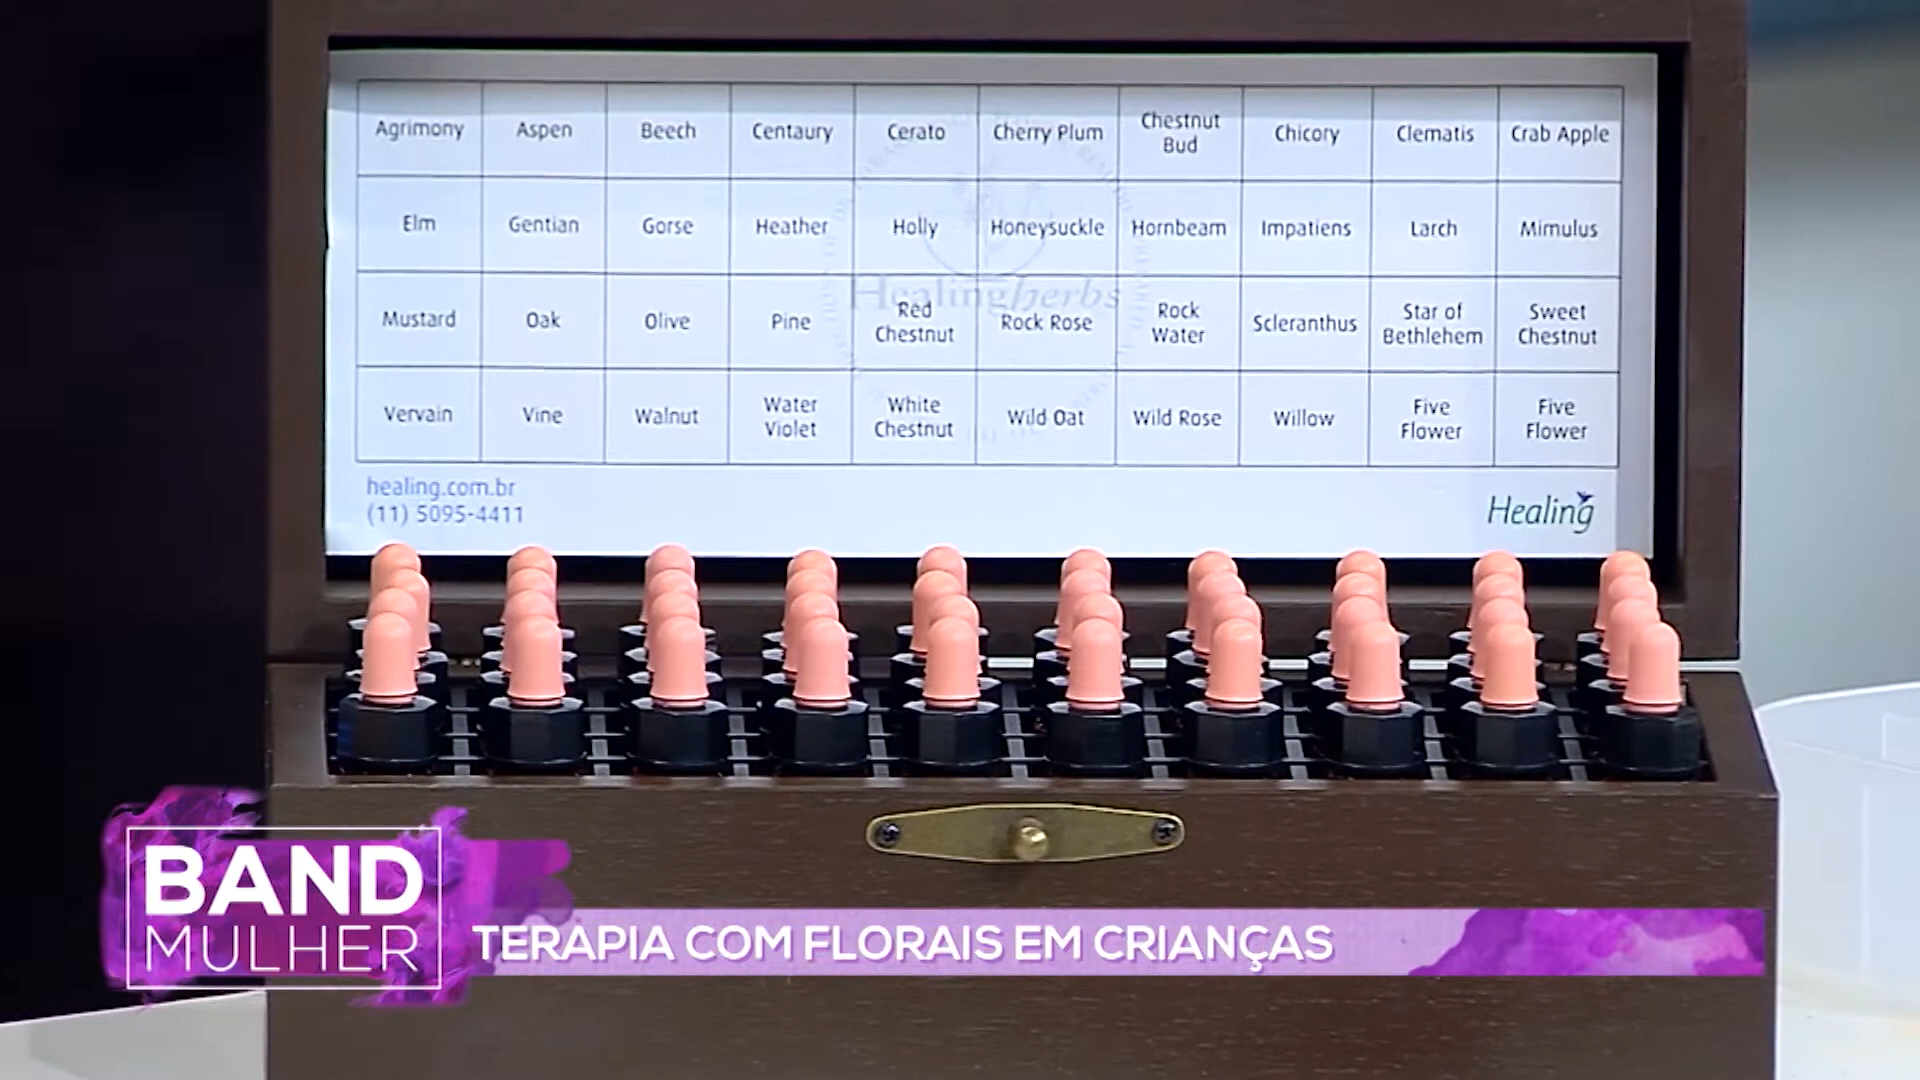 Agrimony
Aspen
Beech
Centaury
Cerato
Cherry Plum
Chestnut
Bud
Chicory
Clematis
Crab Apple
Elm
Gentian
Gorse
Heather
Holly
Honeysuckle
Hornbeam
Impatiens
Larch
Mimulus
Healingherbs
Mustard
Oak
Olive
Pine
Red
Chestnut
Rock Rose
Rock
Water
Scleranthus
Star of
Bethlehem
Sweet
Chestnut
Vervain
Vine
Walnut
Water
Violet
White
Chestnut
Wild Oat
Wild Rose
Willow
Five
Flower
Five
Flower
healing.com.br
(11) 5095-4411
Healing
BAND
MULHER
TERAPIA COM FLORAIS EM CRIANÇAS